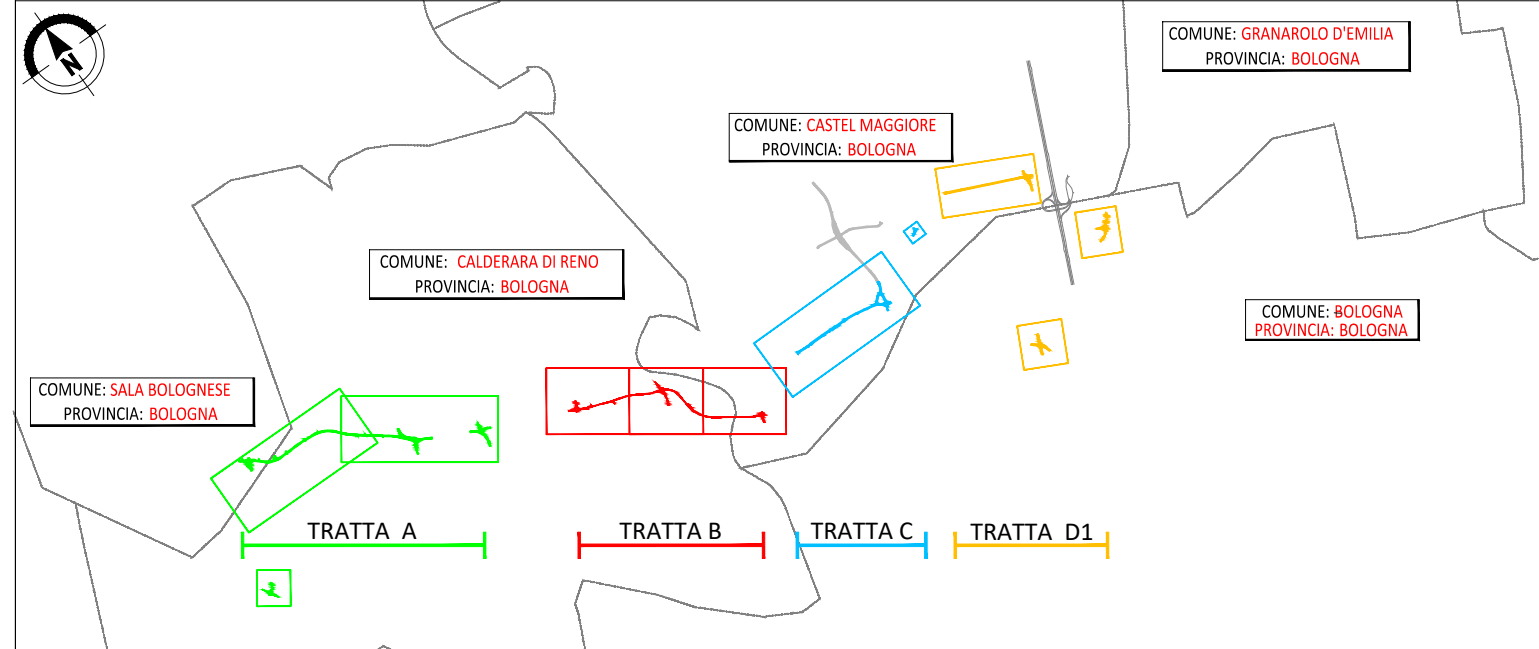 N
COMUNE: GRANAROLO D'EMILIA
PROVINCIA: BOLOGNA
COMUNE: CASTEL MAGGIORE
PROVINCIA: BOLOGNA
COMUNE: CALDERARA DI RENO
PROVINCIA: BOLOGNA
COMUNE: BOLOGNA
PROVINCIA: BOLOGNA
COMUNE: SALA BOLOGNESE
PROVINCIA: BOLOGNA
TRATTA A
TRATTA B
TRATTA C
TRATTA D1